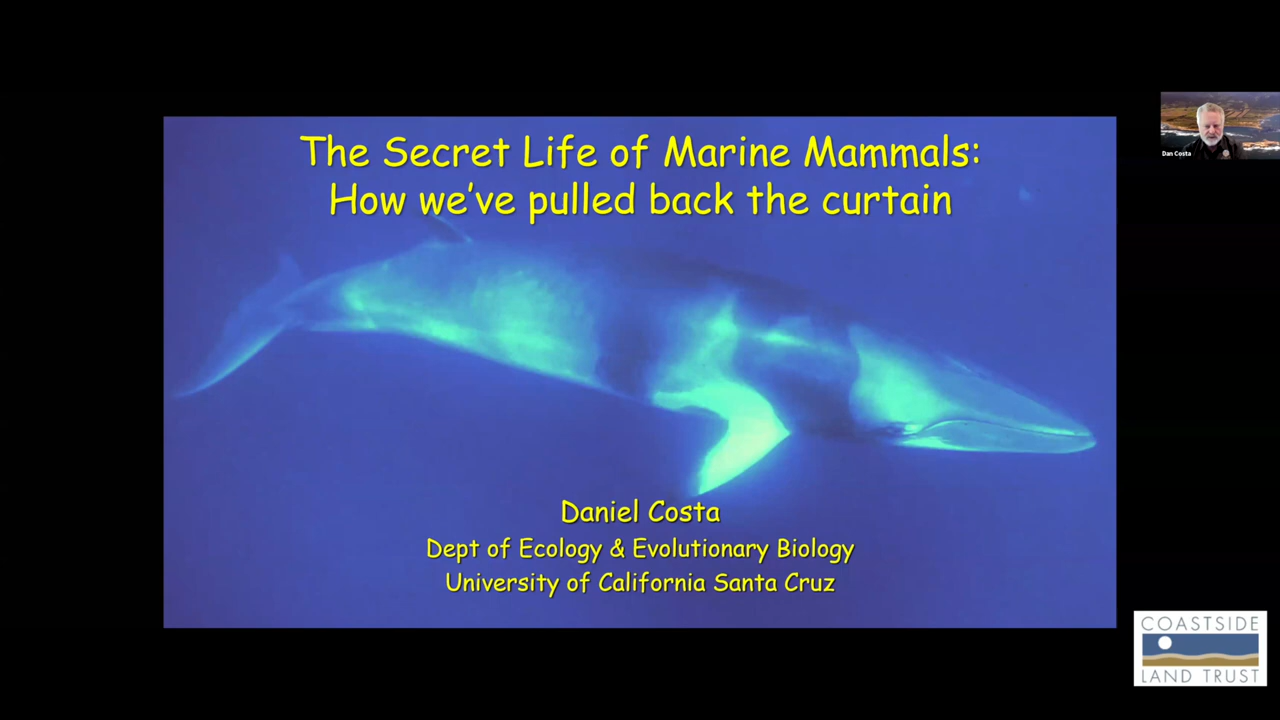 The Secret Life of Marine Mammals:
How we've pulled back the curtain
Dan Costa
Daniel Costa
Dept of Ecology & Evolutionary Biology
University of California Santa Cruz
COASTSIDE
LAND TRUST